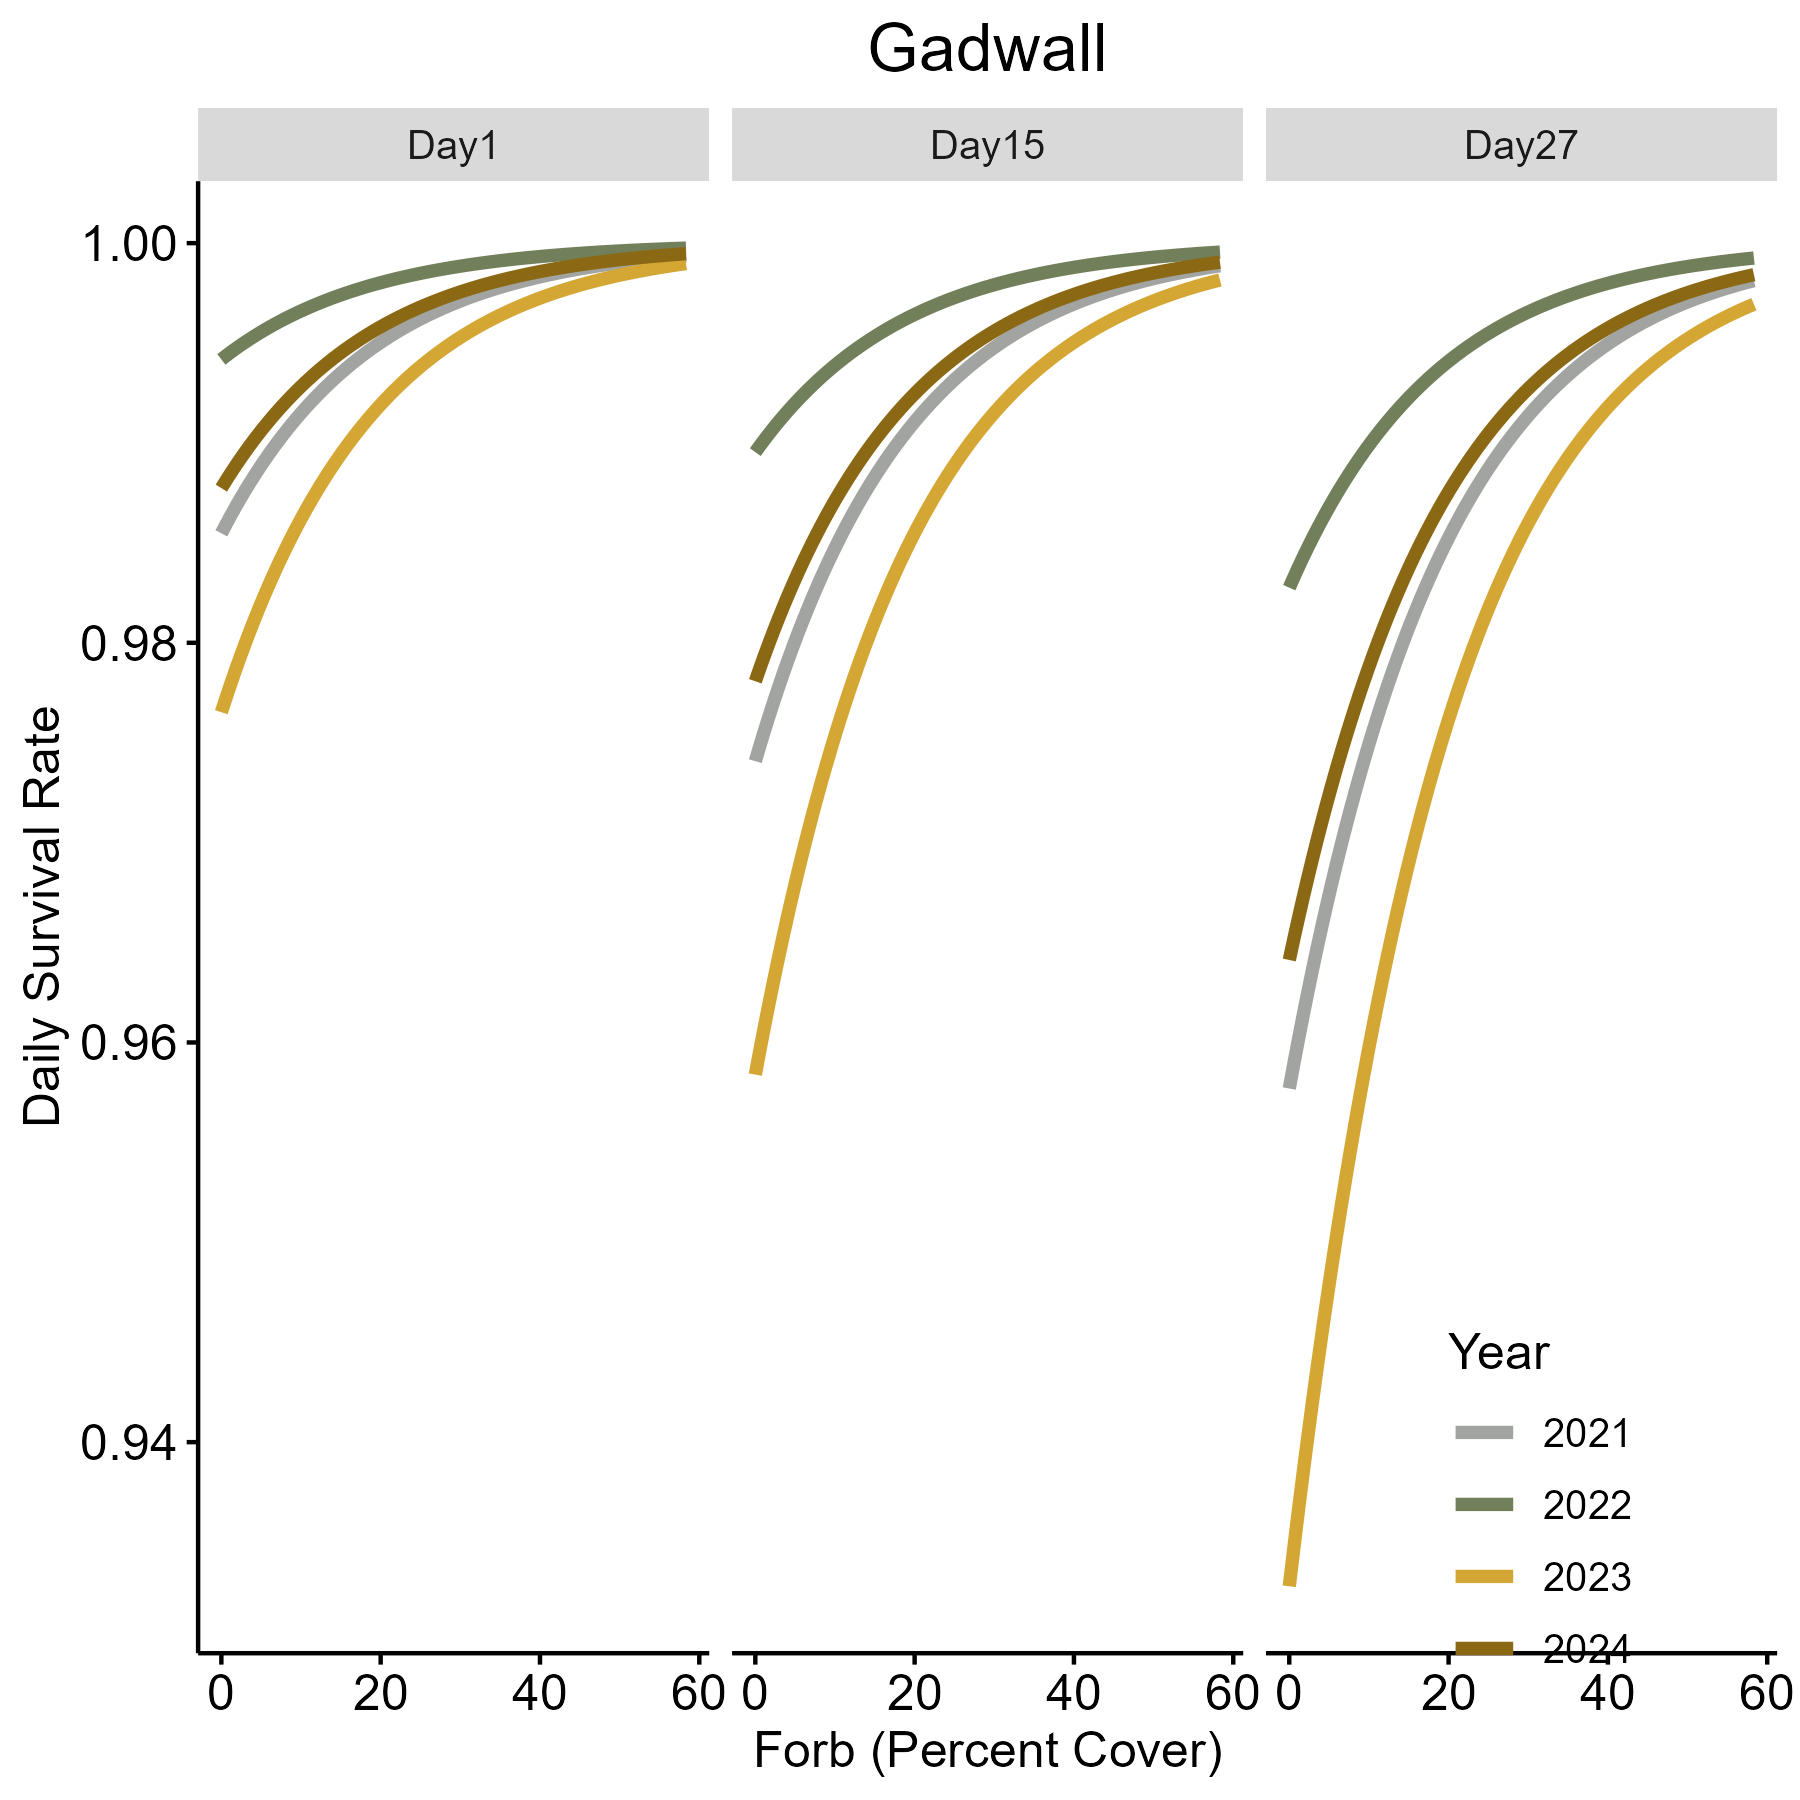 Gadwall
Day1 Day15 Day27
1.00
0.98
0.96
0.94
Daily Survival Rate
Year
2021
2022
2023
2024
0 20 40 60 0 20 40 60 0 20 40 60
Forb (Percent Cover)